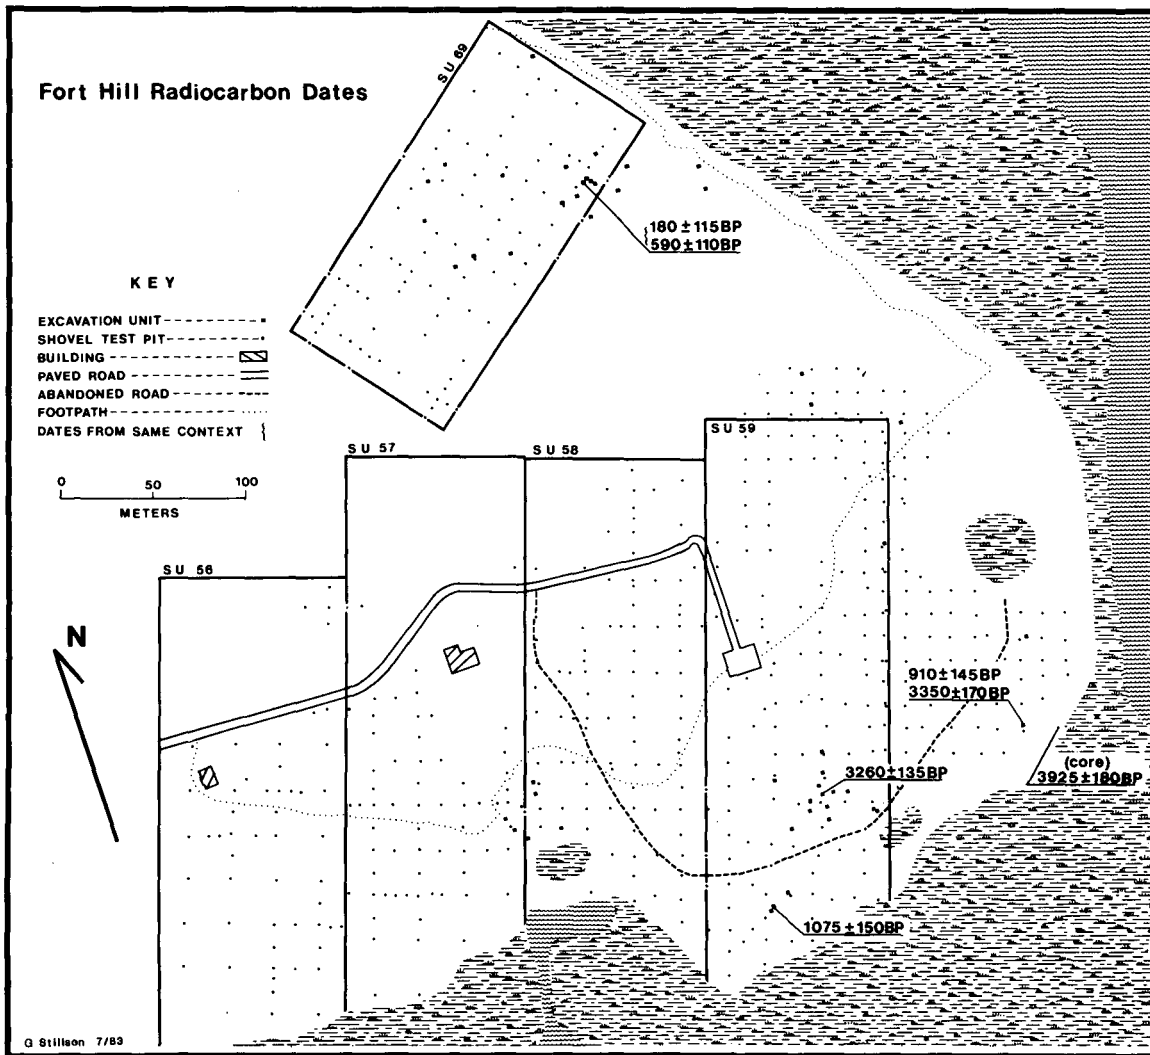 Fort Hill Radiocarbon Dates
SU 69
180±115BP
590±110BP
KEY
EXCAVATION UNIT
SHOVEL TEST PIT
BUILDING
PAVED ROAD
ABANDONED ROAD
FOOTPATH
DATES FROM SAME CONTEXT {
0 50 100
METERS
SU 59
SU 57
SU 58
SU 56
N
910±145BP
3350±170BP
(core)
3925±180BP
3260±135BP
1075±150BP
G Stillson 7/83